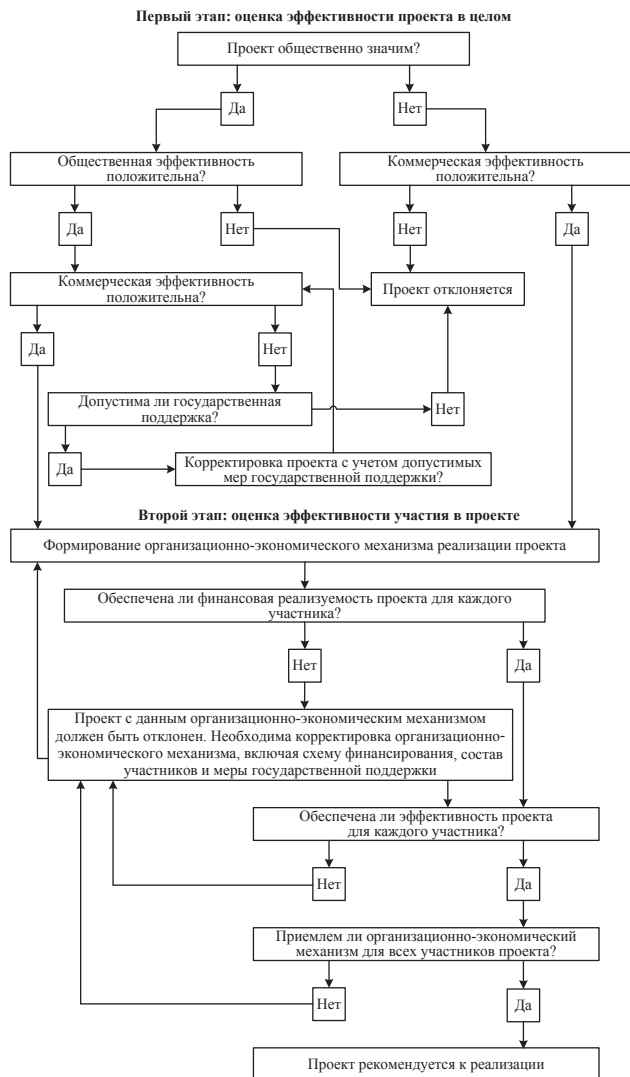 Первый этап: оценка эффективности проекта в целом
Проект общественно значим?
Да
Нет
Общественная эффективность
положительна?
Коммерческая эффективность
положительна?
Да
Нет
Нет
Да
Коммерческая эффективность
положительна?
Проект отклоняется
Да
Нет
Допустима ли государственная
поддержка?
Нет
Да
Корректировка проекта с учетом допустимых
мер государственной поддержки?
Второй этап: оценка эффективности участия в проекте
Формирование организационно-экономического механизма реализации проекта
Обеспечена ли финансовая реализуемость проекта для каждого
участника?
Нет
Да
Проект с данным организационно-экономическим механизмом
должен быть отклонен. Необходима корректировка организационно-
экономического механизма, включая схему финансирования, состав
участников и меры государственной поддержки
Обеспечена ли эффективность проекта
для каждого участника?
Нет
Да
Приемлем ли организационно-экономический
механизм для всех участников проекта?
Нет
Да
Проект рекомендуется к реализации